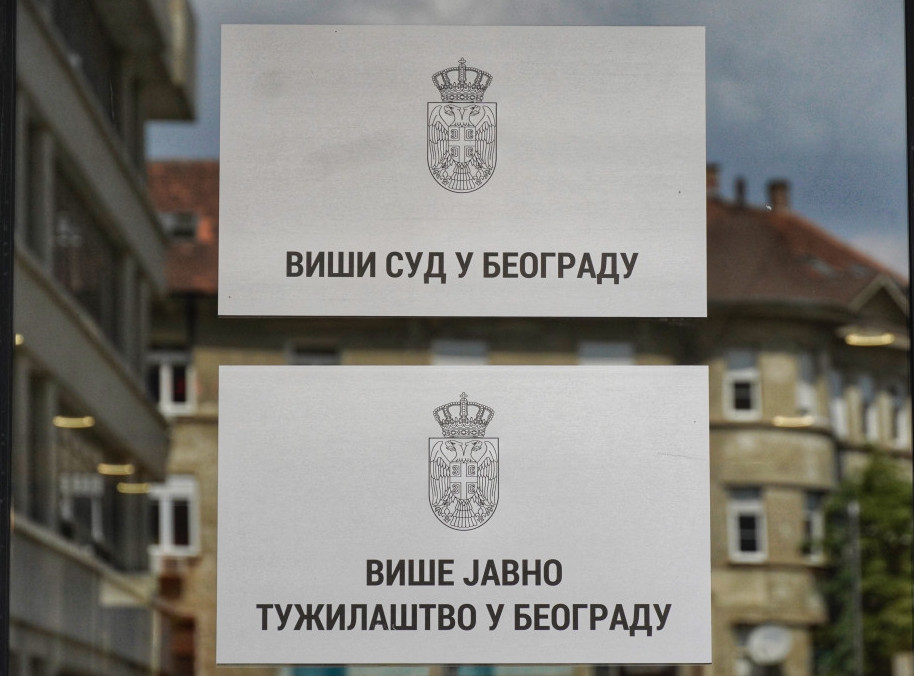 ВИШИ СУД У БЕОГРАДУ
ВИШЕ ЈАВНО
ТУЖИЛАШТВО У БЕОГРАДУ